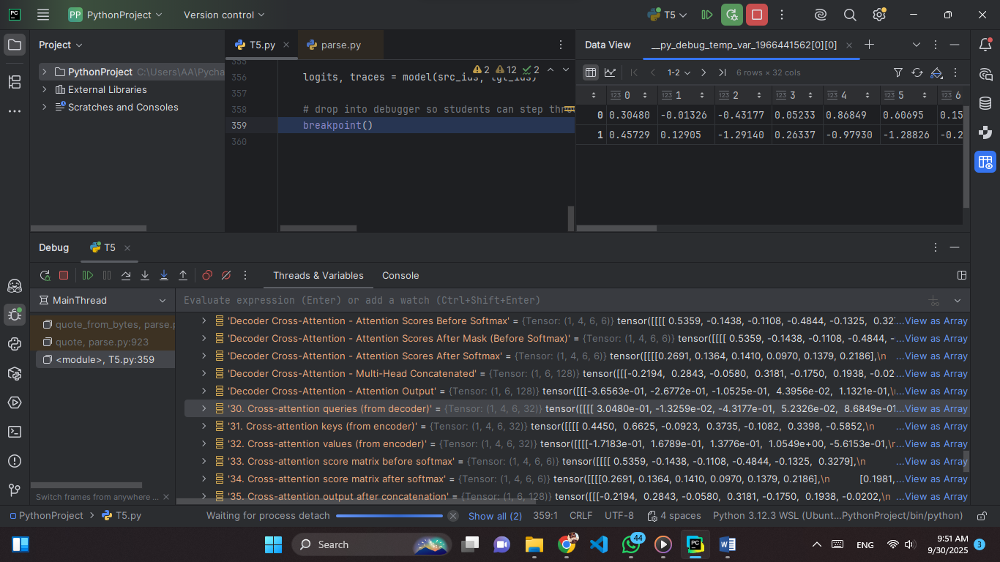 PC
PP PythonProject Version control T5
Project
PythonProject C:\Users\AA\Pycha
External Libraries
Scratches and Consoles
T5.py parse.py
2 12 2
355
356 logits, traces = model(src_ids, tgt_ids)
357
358 # drop into debugger so students can step thro
359 breakpoint()
360
Data View __py_debug_temp_var_1966441562[0][0]
1-2 6 rows × 32 cols
123 0 123 1 123 2 123 3 123 4 123 5 123 6
0 0.30480 -0.01326 -0.43177 0.05233 0.86849 0.60695 0.15
1 0.45729 0.12905 -1.29140 0.26337 -0.97930 -1.28826 -0.2
Debug T5
Threads & Variables Console
MainThread
quote_from_bytes, parse.p
quote, parse.py:923
<module>, T5.py:359
Switch frames from anywhere ...
Evaluate expression (Enter) or add a watch (Ctrl+Shift+Enter)
'Decoder Cross-Attention - Attention Scores Before Softmax' = {Tensor: (1, 4, 6, 6)} tensor([[[[ 0.5359, -0.1438, -0.1108, -0.4844, -0.1325, 0.327 ...View as Array
'Decoder Cross-Attention - Attention Scores After Mask (Before Softmax)' = {Tensor: (1, 4, 6, 6)} tensor([[[[ 0.5359, -0.1438, -0.1108, -0.4844, - ...View as Array
'Decoder Cross-Attention - Attention Scores After Softmax' = {Tensor: (1, 4, 6, 6)} tensor([[[[0.2691, 0.1364, 0.1410, 0.0970, 0.1379, 0.2186],\n ...View as Array
'Decoder Cross-Attention - Multi-Head Concatenated' = {Tensor: (1, 6, 128)} tensor([[[-0.2194, 0.2843, -0.0580, 0.3181, -0.1750, 0.1938, -0.02 ...View as Array
'Decoder Cross-Attention - Attention Output' = {Tensor: (1, 6, 128)} tensor([[[-3.6563e-01, -2.6772e-01, -1.0525e-01, 4.3956e-02, 1.1321e-01,\n ...View as Array
'30. Cross-attention queries (from decoder)' = {Tensor: (1, 4, 6, 32)} tensor([[[[ 3.0480e-01, -1.3259e-02, -4.3177e-01, 5.2326e-02, 8.6849e-01 ...View as Array
'31. Cross-attention keys (from encoder)' = {Tensor: (1, 4, 6, 32)} tensor([[[[ 0.4450, 0.6625, -0.0923, 0.3735, -0.1082, 0.3398, -0.5852,\n ...View as Array
'32. Cross-attention values (from encoder)' = {Tensor: (1, 4, 6, 32)} tensor([[[[-1.7183e-01, 1.6789e-01, 1.3776e-01, 1.0549e+00, -5.6153e-01,\n ...View as Array
'33. Cross-attention score matrix before softmax' = {Tensor: (1, 4, 6, 6)} tensor([[[[ 0.5359, -0.1438, -0.1108, -0.4844, -0.1325, 0.3279],\n ...View as Array
'34. Cross-attention score matrix after softmax' = {Tensor: (1, 4, 6, 6)} tensor([[[[0.2691, 0.1364, 0.1410, 0.0970, 0.1379, 0.2186],\n [0.1981, ...View as Array
'35. Cross-attention output after concatenation' = {Tensor: (1, 6, 128)} tensor([[[-0.2194, 0.2843, -0.0580, 0.3181, -0.1750, 0.1938, -0.0202,\n ...View as Array
PythonProject T5.py Waiting for process detach Show all (2) 359:1 CRLF UTF-8 4 spaces Python 3.12.3 WSL (Ubunt...PythonProject/bin/python)
Search 44 ENG 9:51 AM
9/30/2025 3